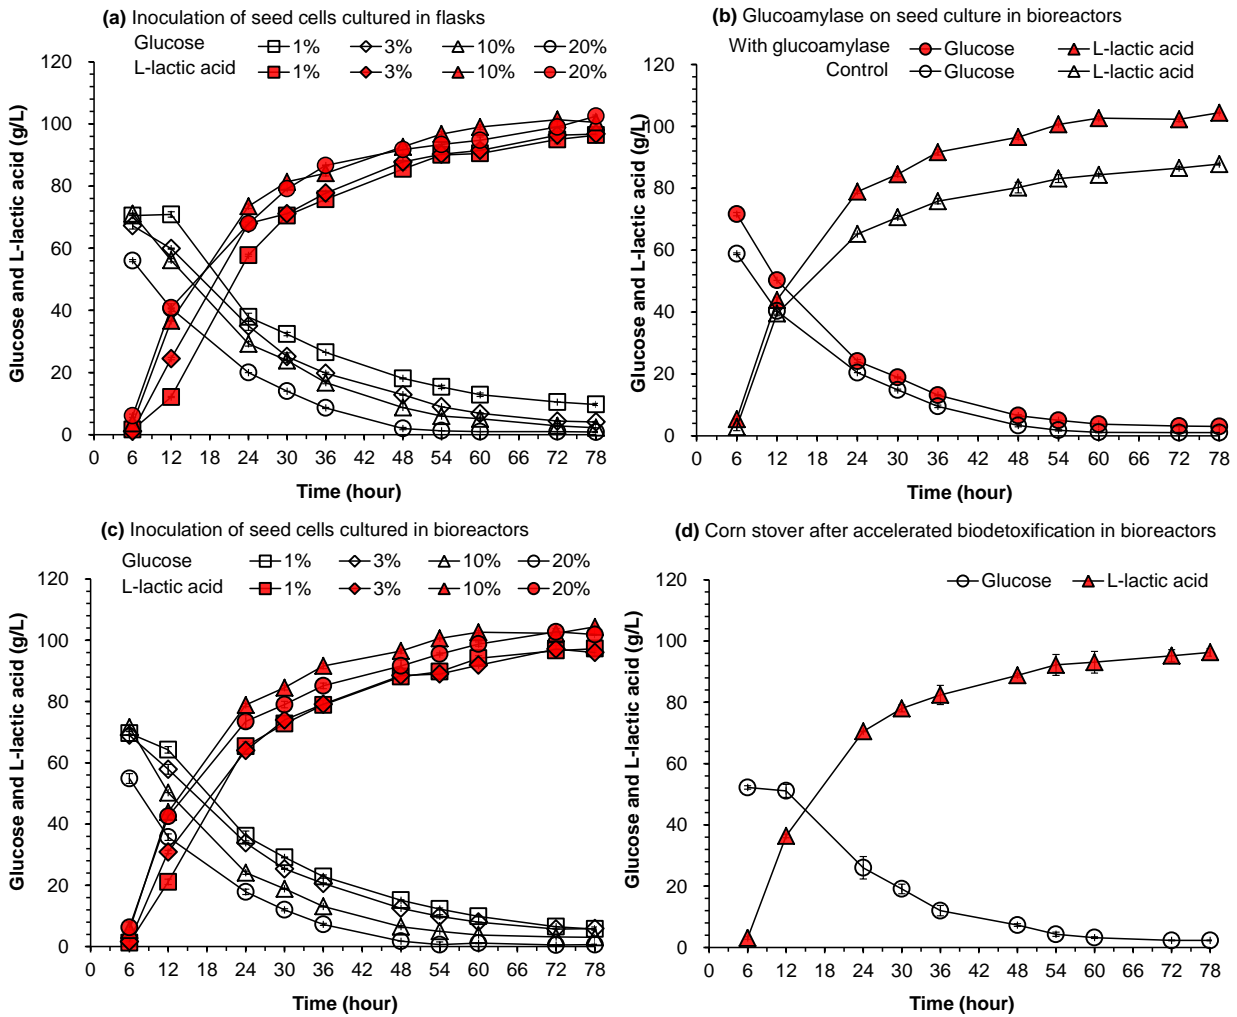 (a) Inoculation of seed cells cultured in flasks
Glucose 1% 3% 10% 20%
L-lactic acid 1% 3% 10% 20%
Glucose and L-lactic acid (g/L)
120
100
80
60
40
20
0
0 6 12 18 24 30 36 42 48 54 60 66 72 78
Time (hour)
(b) Glucoamylase on seed culture in bioreactors
With glucoamylase Glucose L-lactic acid
Control Glucose L-lactic acid
Glucose and L-lactic acid (g/L)
120
100
80
60
40
20
0
0 6 12 18 24 30 36 42 48 54 60 66 72 78
Time (hour)
(c) Inoculation of seed cells cultured in bioreactors
Glucose 1% 3% 10% 20%
L-lactic acid 1% 3% 10% 20%
Glucose and L-lactic acid (g/L)
120
100
80
60
40
20
0
0 6 12 18 24 30 36 42 48 54 60 66 72 78
Time (hour)
(d) Corn stover after accelerated biodetoxification in bioreactors
Glucose L-lactic acid
Glucose and L-lactic acid (g/L)
120
100
80
60
40
20
0
0 6 12 18 24 30 36 42 48 54 60 66 72 78
Time (hour)